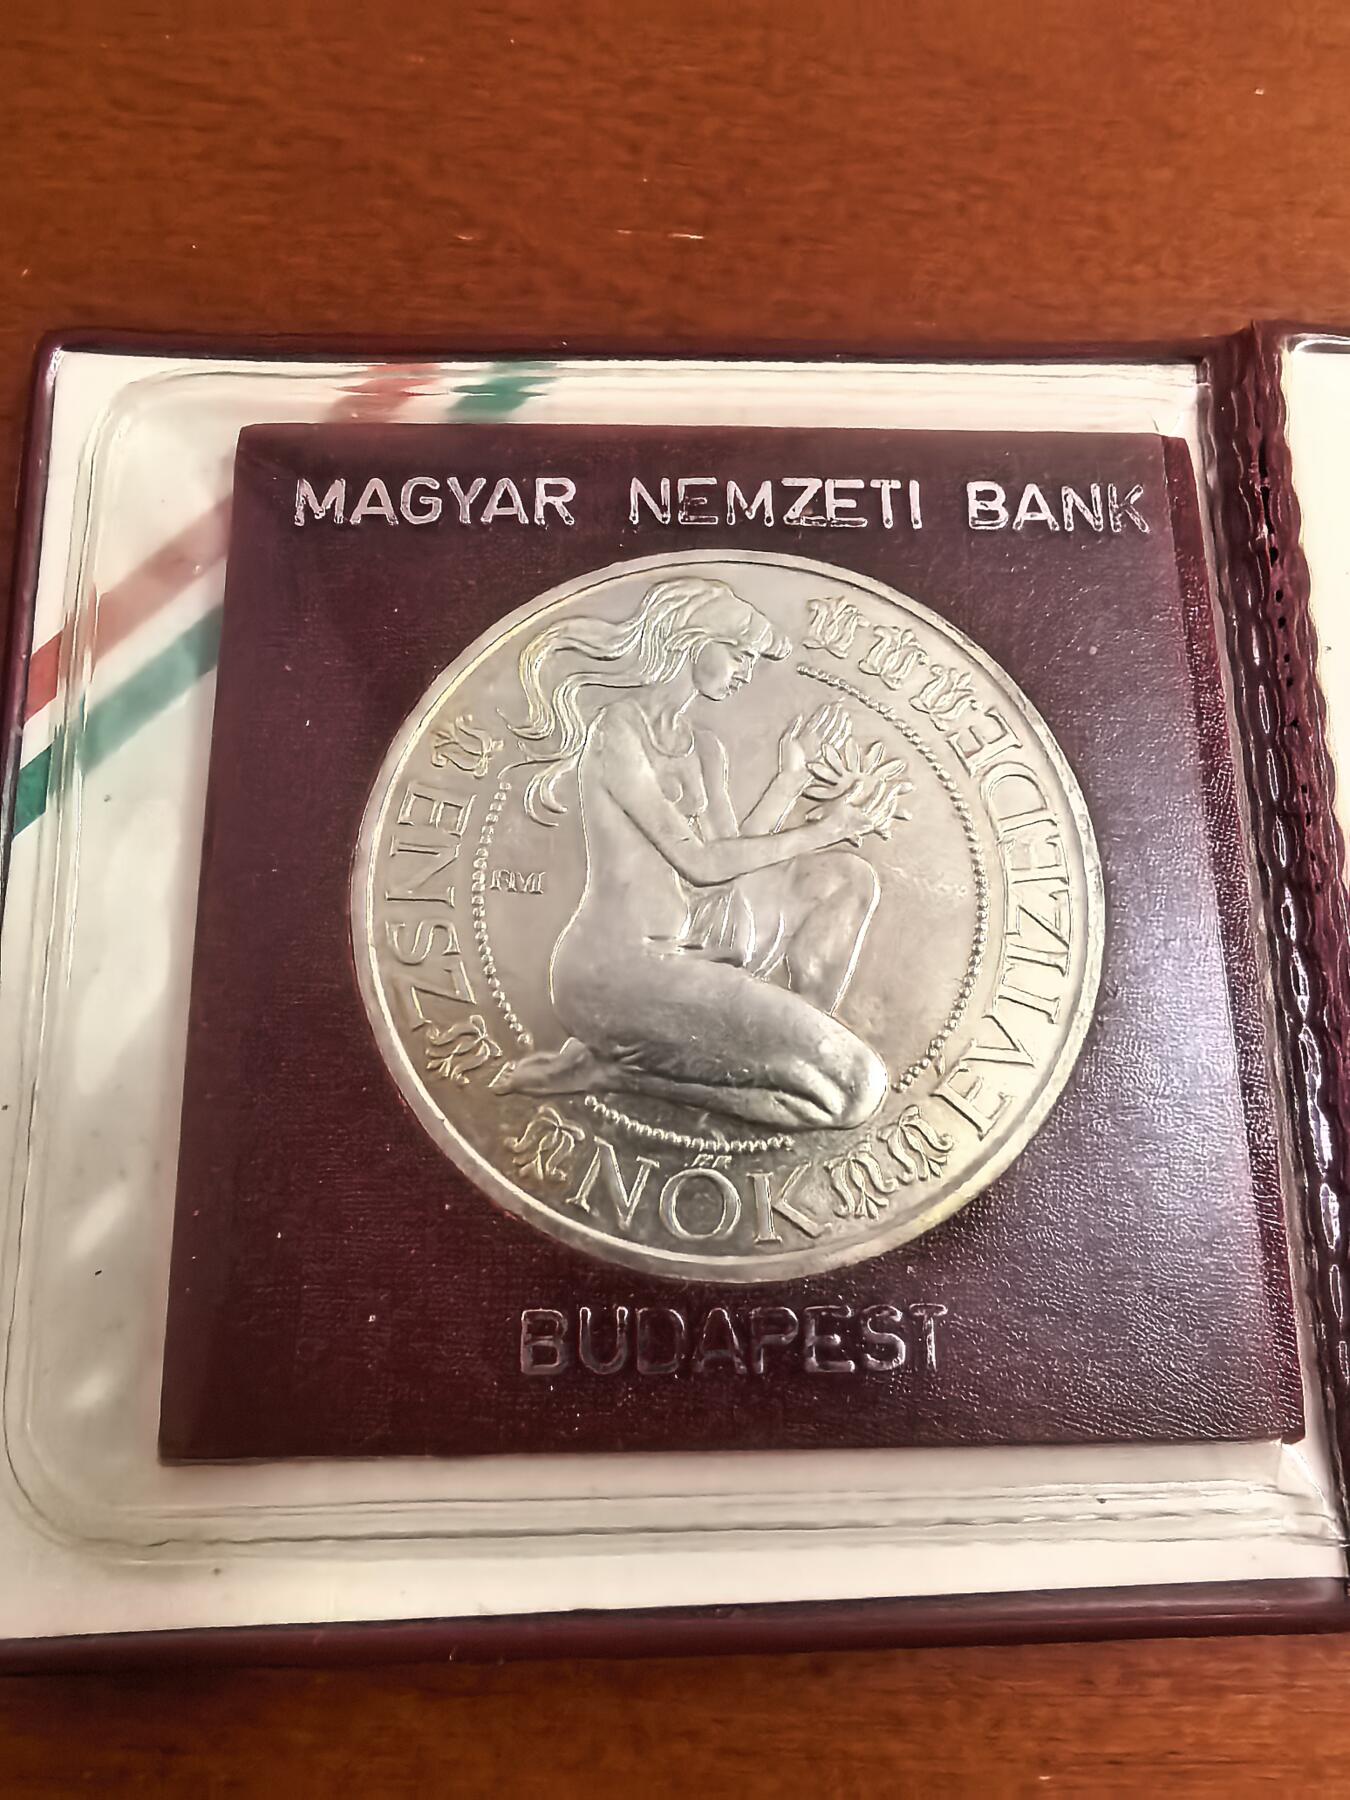 MAGYAR NEMZETI BANK
ENSZ NŐK ÉVTIZEDE
BUDAPEST